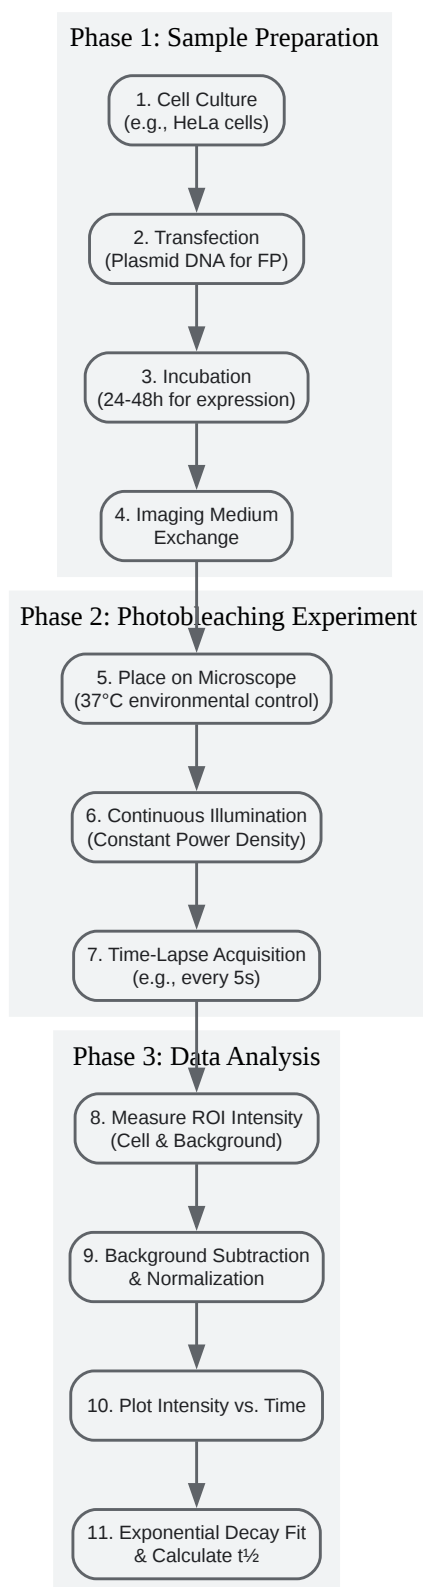 Phase 1: Sample Preparation
1. Cell Culture
(e.g., HeLa cells)
2. Transfection
(Plasmid DNA for FP)
3. Incubation
(24-48h for expression)
4. Imaging Medium
Exchange
Phase 2: Photobleaching Experiment
5. Place on Microscope
(37°C environmental control)
6. Continuous Illumination
(Constant Power Density)
7. Time-Lapse Acquisition
(e.g., every 5s)
Phase 3: Data Analysis
8. Measure ROI Intensity
(Cell & Background)
9. Background Subtraction
& Normalization
10. Plot Intensity vs. Time
11. Exponential Decay Fit
& Calculate t½